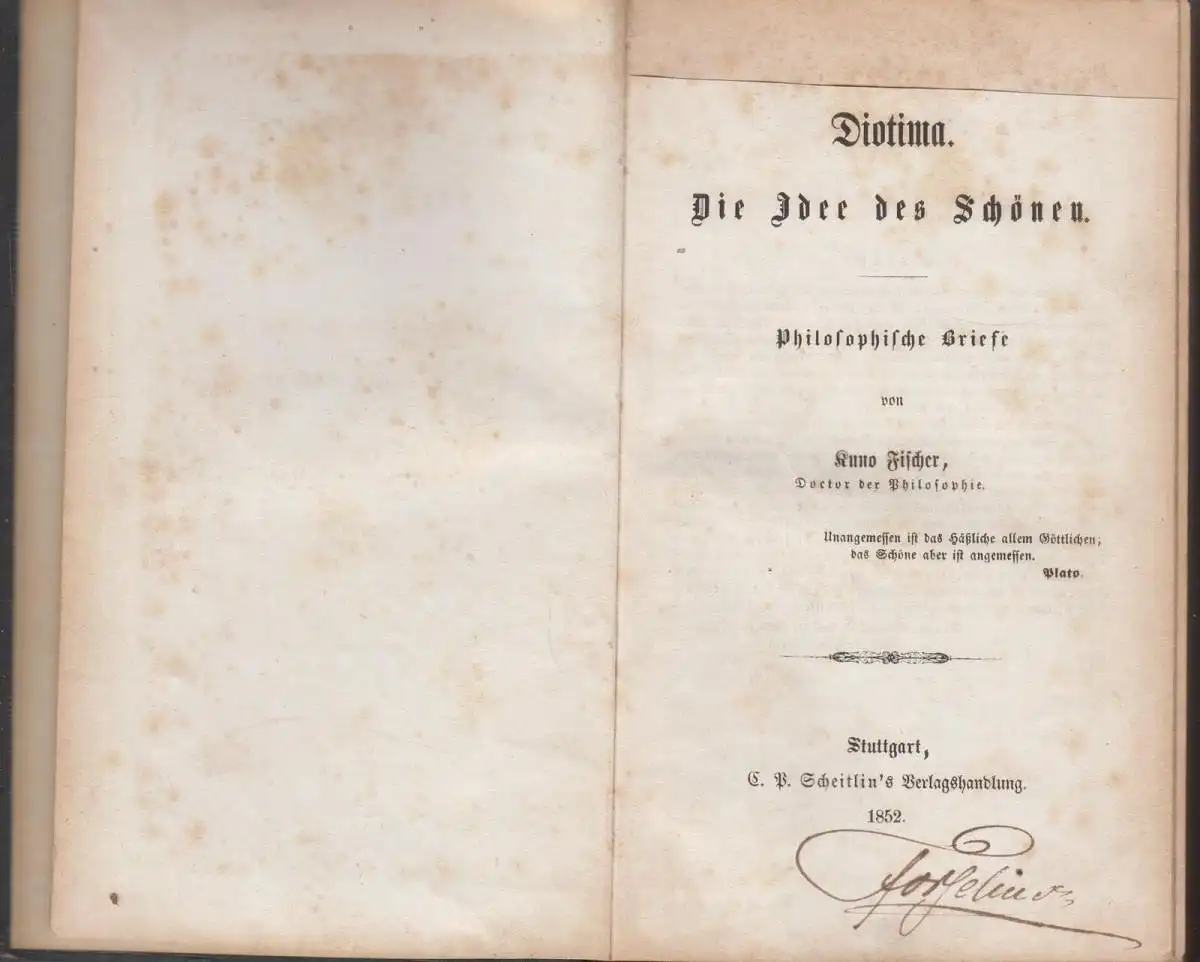 Diotima.
Die Idee des Schönen.
Philosophische Briefe
von
Kuno Fischer,
Doctor der Philosophie.
Unangemessen ist das Häßliche allem Göttlichen;
das Schöne aber ist angemessen.
Plato.
Stuttgart,
C. P. Scheitlin's Verlagshandlung.
1852.